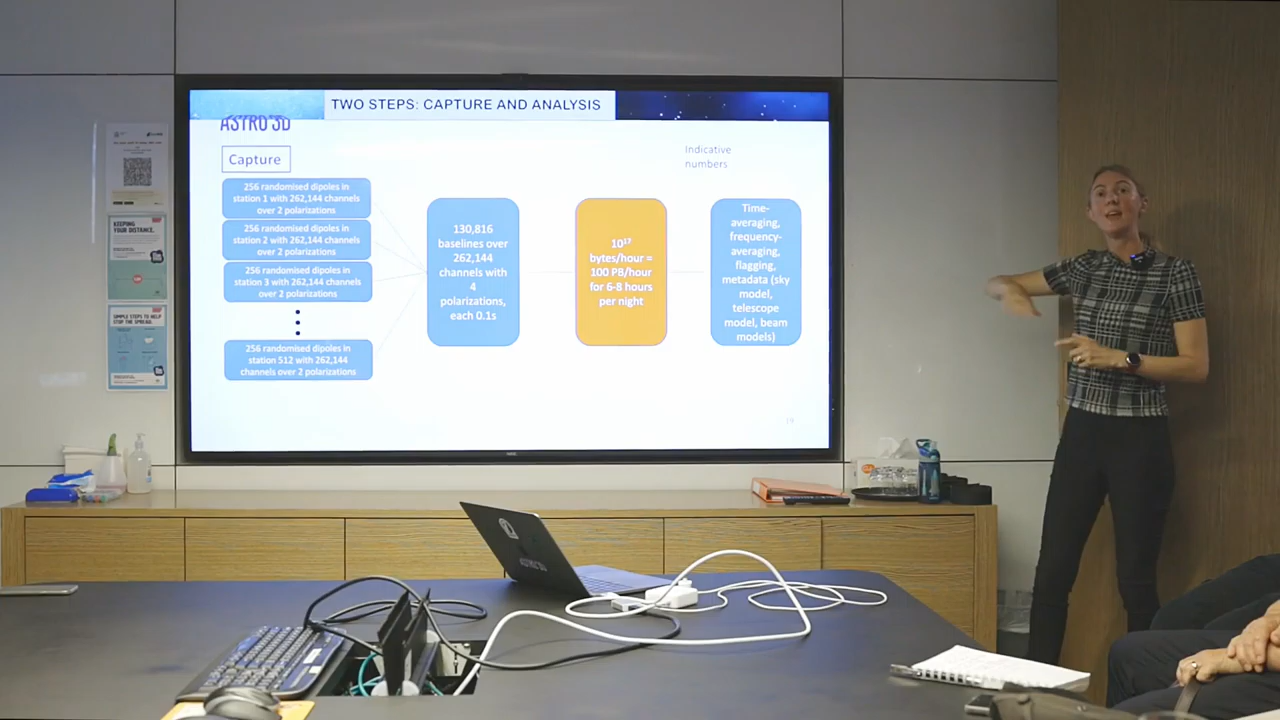 TWO STEPS: CAPTURE AND ANALYSIS
ASTRO 3D
Capture
Indicative
numbers
256 randomised dipoles in
station 1 with 262,144 channels
over 2 polarizations
256 randomised dipoles in
station 2 with 262,144 channels
over 2 polarizations
256 randomised dipoles in
station 3 with 262,144 channels
over 2 polarizations
256 randomised dipoles in
station 512 with 262,144
channels over 2 polarizations
130,816
baselines over
262,144
channels with
4
polarizations,
each 0.1s
10¹⁷
bytes/hour =
100 PB/hour
for 6-8 hours
per night
Time-
averaging,
frequency-
averaging,
flagging,
metadata (sky
model,
telescope
model, beam
models)
19
KEEPING
YOUR DISTANCE.
SIMPLE STEPS TO HELP
STOP THE SPREAD.
ASTRO 3D